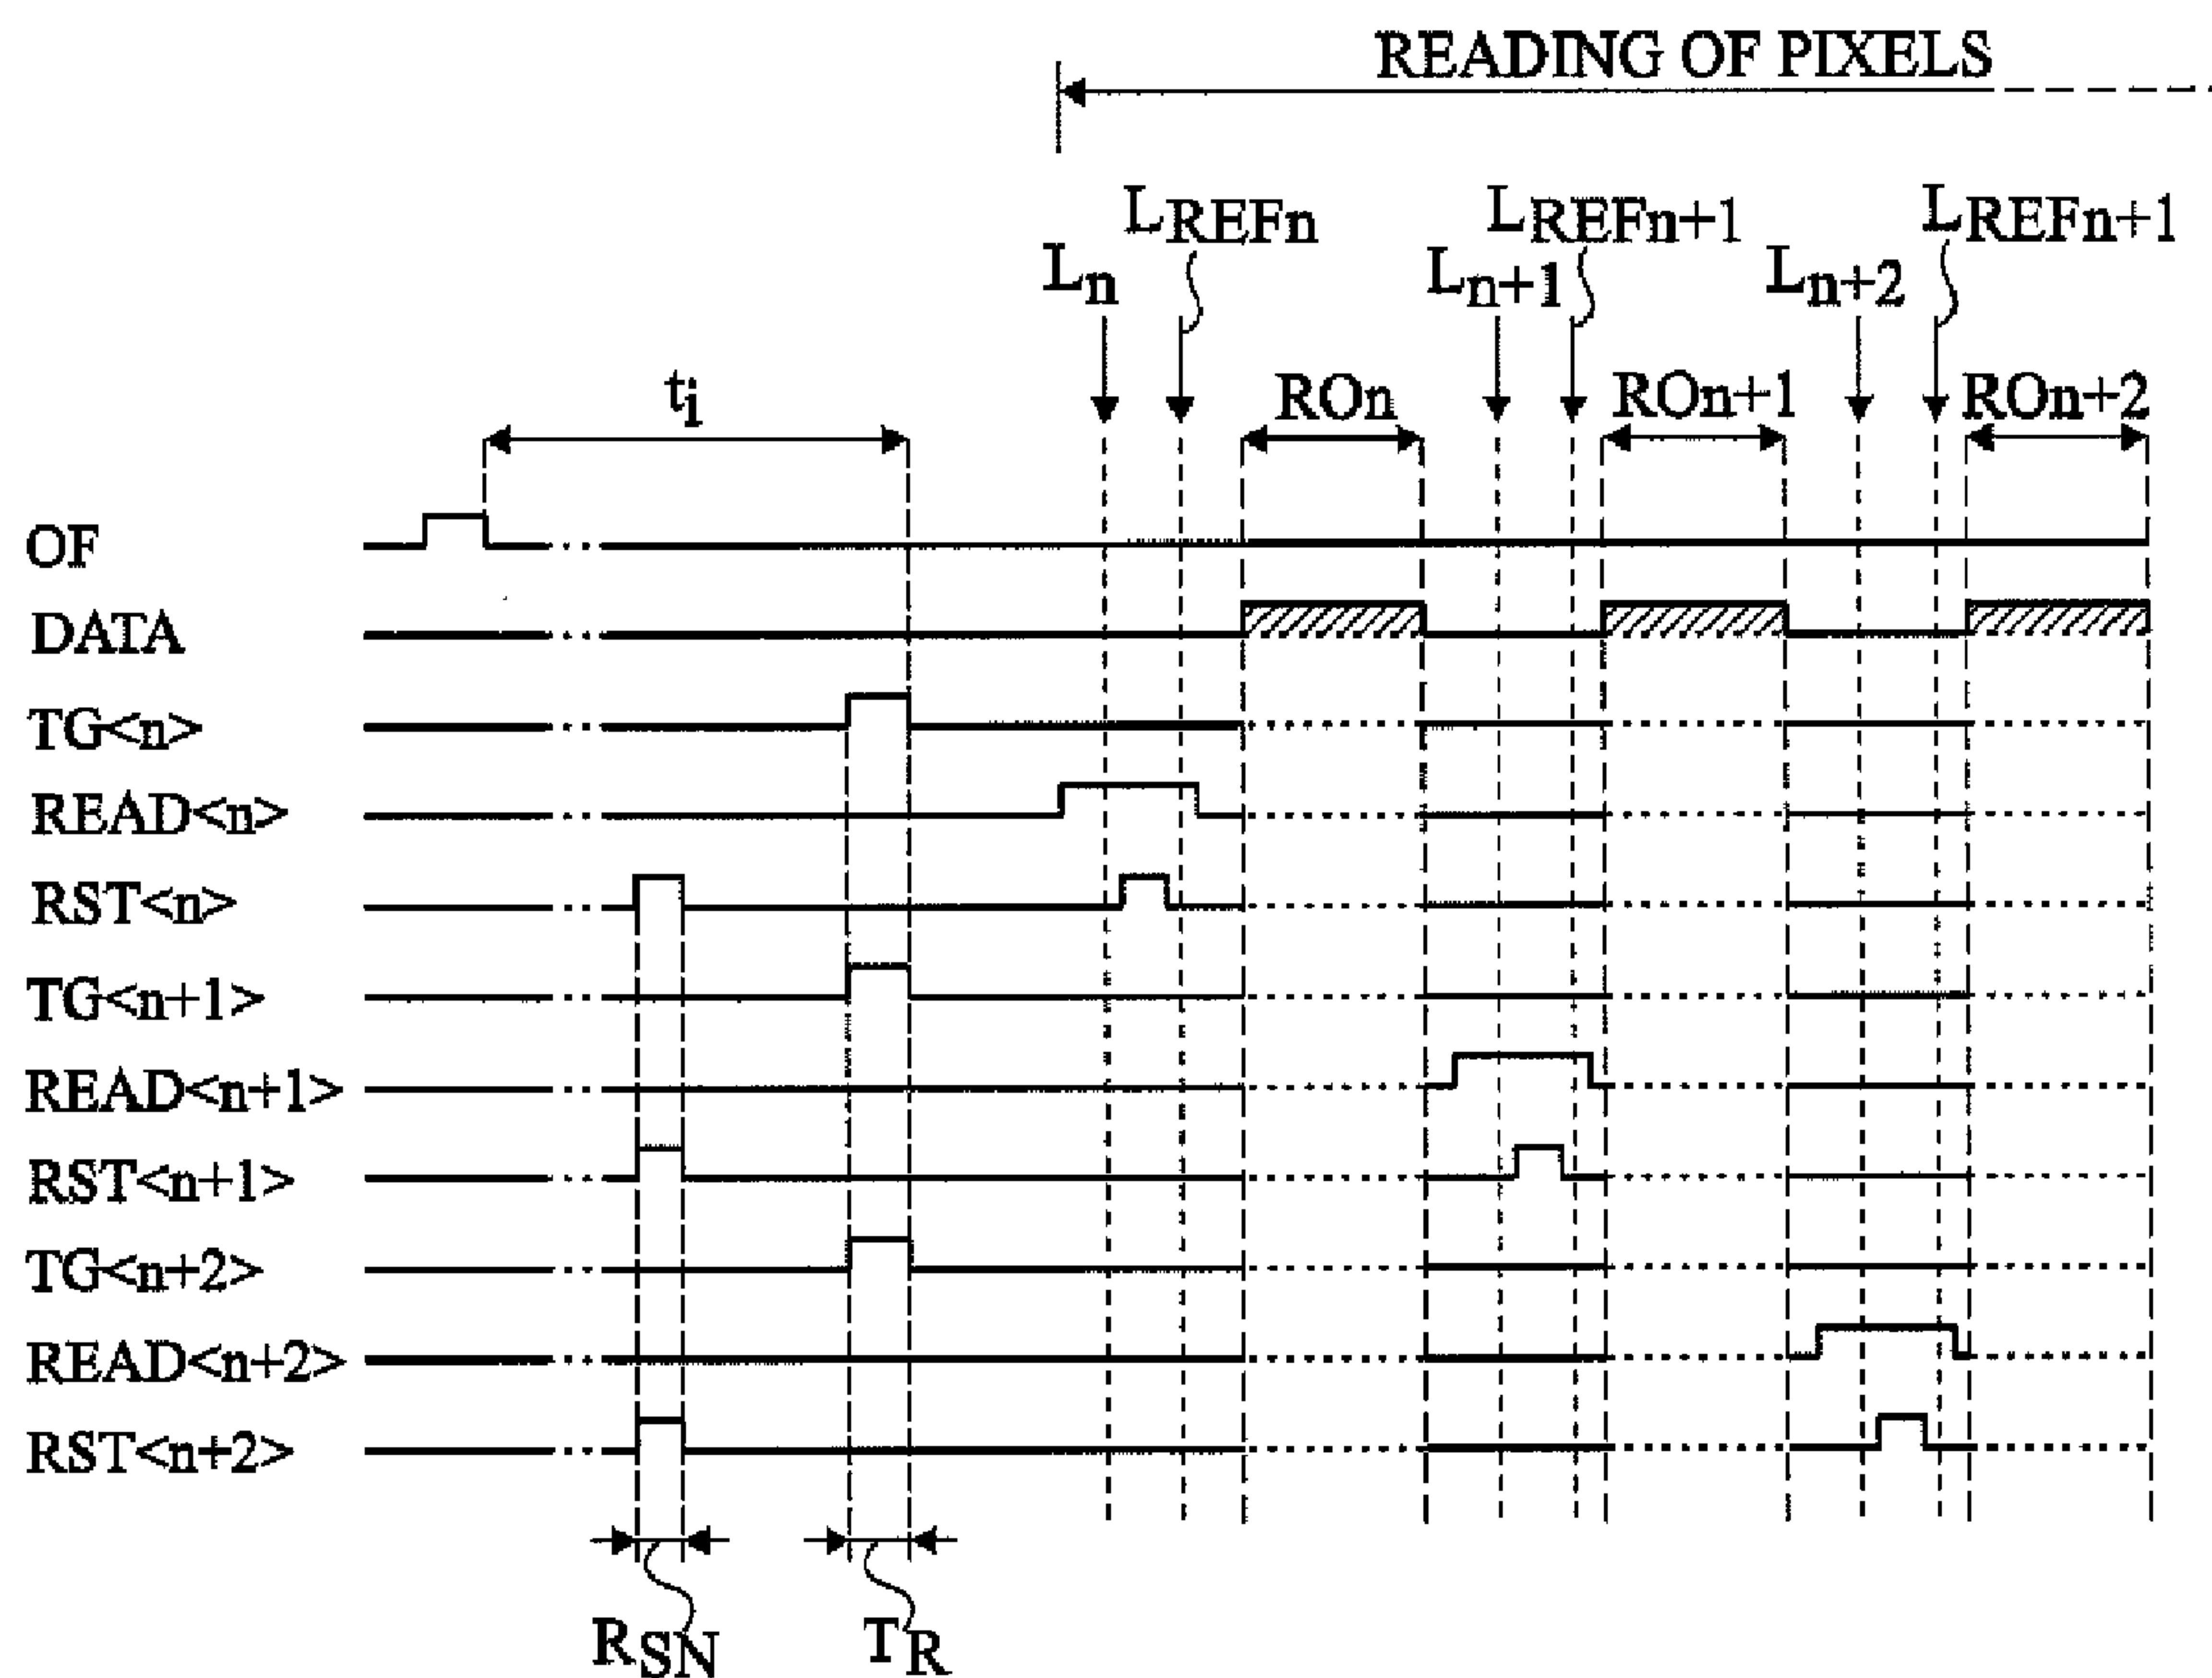 READING OF PIXELS
LREFn LREFn+1 LREFn+1
Ln Ln+1 Ln+2
ti ROn ROn+1 ROn+2
OF
DATA
TG<n>
READ<n>
RST<n>
TG<n+1>
READ<n+1>
RST<n+1>
TG<n+2>
READ<n+2>
RST<n+2>
RSN TR